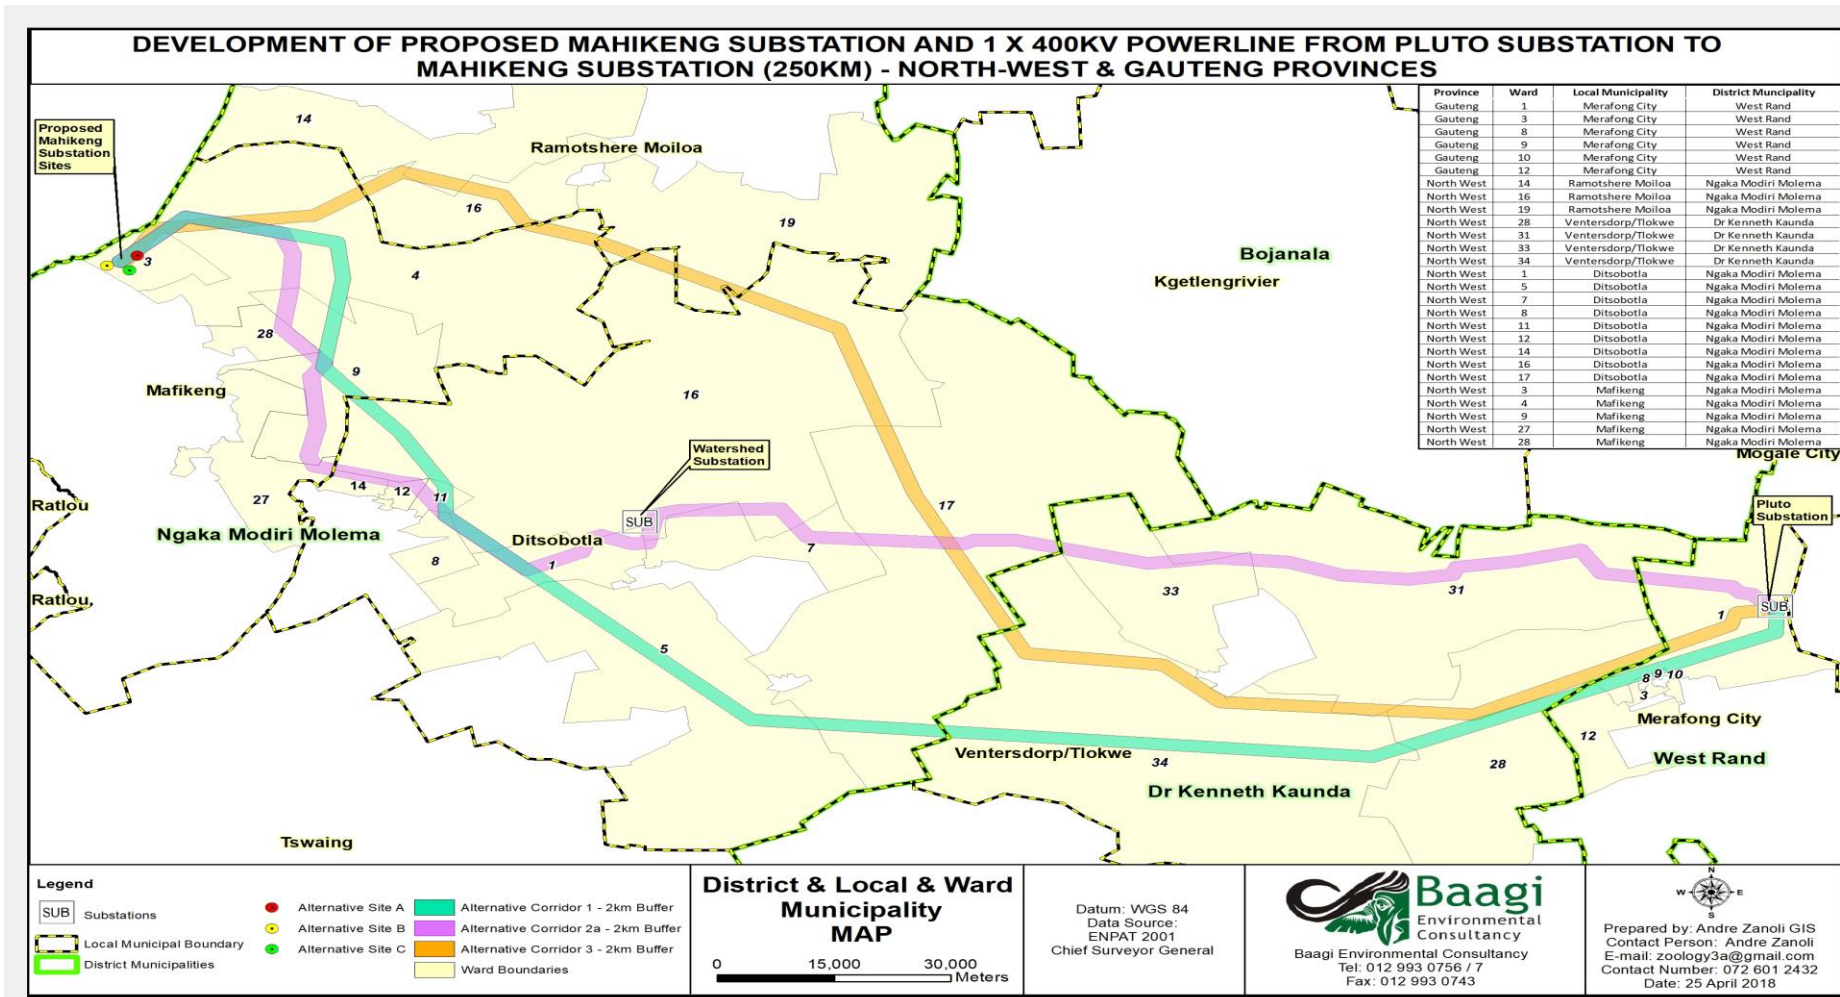 DEVELOPMENT OF PROPOSED MAHIKENG SUBSTATION AND 1 X 400KV POWERLINE FROM PLUTO SUBSTATION TO
MAHIKENG SUBSTATION (250KM) - NORTH-WEST & GAUTENG PROVINCES
Province Ward Local Municipality District Muncipality
Gauteng 1 Merafong City West Rand
Gauteng 3 Merafong City West Rand
Gauteng 8 Merafong City West Rand
Gauteng 9 Merafong City West Rand
Gauteng 10 Merafong City West Rand
Gauteng 12 Merafong City West Rand
North West 14 Ramotshere Moiloa Ngaka Modiri Molema
North West 16 Ramotshere Moiloa Ngaka Modiri Molema
North West 19 Ramotshere Moiloa Ngaka Modiri Molema
North West 28 Ventersdorp/Tlokwe Dr Kenneth Kaunda
North West 31 Ventersdorp/Tlokwe Dr Kenneth Kaunda
North West 33 Ventersdorp/Tlokwe Dr Kenneth Kaunda
North West 34 Ventersdorp/Tlokwe Dr Kenneth Kaunda
North West 1 Ditsobotla Ngaka Modiri Molema
North West 5 Ditsobotla Ngaka Modiri Molema
North West 7 Ditsobotla Ngaka Modiri Molema
North West 8 Ditsobotla Ngaka Modiri Molema
North West 11 Ditsobotla Ngaka Modiri Molema
North West 12 Ditsobotla Ngaka Modiri Molema
North West 14 Ditsobotla Ngaka Modiri Molema
North West 16 Ditsobotla Ngaka Modiri Molema
North West 17 Ditsobotla Ngaka Modiri Molema
North West 3 Mafikeng Ngaka Modiri Molema
North West 4 Mafikeng Ngaka Modiri Molema
North West 9 Mafikeng Ngaka Modiri Molema
North West 27 Mafikeng Ngaka Modiri Molema
North West 28 Mafikeng Ngaka Modiri Molema
Proposed
Mahikeng
Substation
Sites
14
Ramotshere Moiloa
16
19
Bojanala
3
4
Kgetlengrivier
28
9
Mafikeng
16
Watershed
Substation
Mogale City
14
12
11
27
Ratlou
17
Pluto
Substation
SUB
Ngaka Modiri Molema
Ditsobotla
7
8
1
33
31
Ratlou
SUB
1
5
8 9 10
3
Merafong City
12
Ventersdorp/Tlokwe
34
28
West Rand
Dr Kenneth Kaunda
Tswaing
Legend
SUB Substations
Local Municipal Boundary
District Municipalities
Alternative Site A
Alternative Site B
Alternative Site C
Alternative Corridor 1 - 2km Buffer
Alternative Corridor 2a - 2km Buffer
Alternative Corridor 3 - 2km Buffer
Ward Boundaries
District & Local & Ward
Municipality
MAP
0 15,000 30,000
Meters
Datum: WGS 84
Data Source:
ENPAT 2001
Chief Surveyor General
Baagi
Environmental
Consultancy
Baagi Environmental Consultancy
Tel: 012 993 0756 / 7
Fax: 012 993 0743
N
W E
S
Prepared by: Andre Zanoli GIS
Contact Person: Andre Zanoli
E-mail: zoology3a@gmail.com
Contact Number: 072 601 2432
Date: 25 April 2018